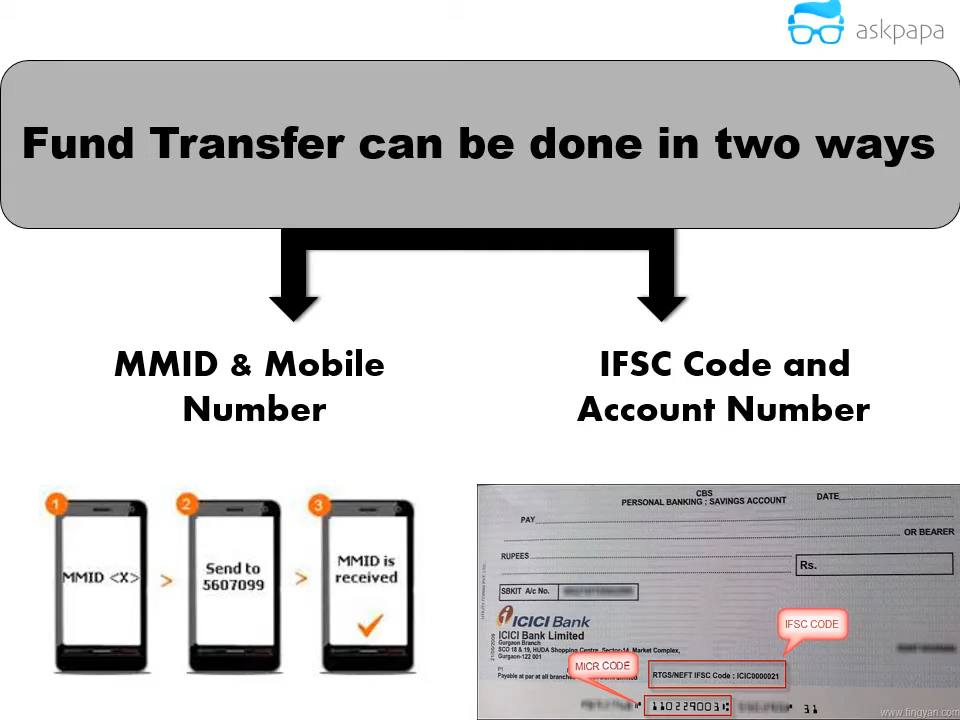 askpapa
Fund Transfer can be done in two ways
MMID & Mobile
Number
IFSC Code and
Account Number
1
2
3
MMID <X>
>
Send to
5607099
>
MMID is
received
CBS
PERSONAL BANKING : SAVINGS ACCOUNT
DATE
PAY
OR BEARER
RUPEES
Rs.
SBKIT A/c No.
ICICI Bank
ICICI Bank Limited
Gurgaon Branch
SCO 18 & 19, HUDA Shopping Centre, Sector-14, Market Complex,
Gurgaon-122 001
IFSC CODE
MICR CODE
Payable at par at all branches
Limited
RTGS/NEFT IFSC Code : ICIC0000021
110229003
31
www.fingyan.com